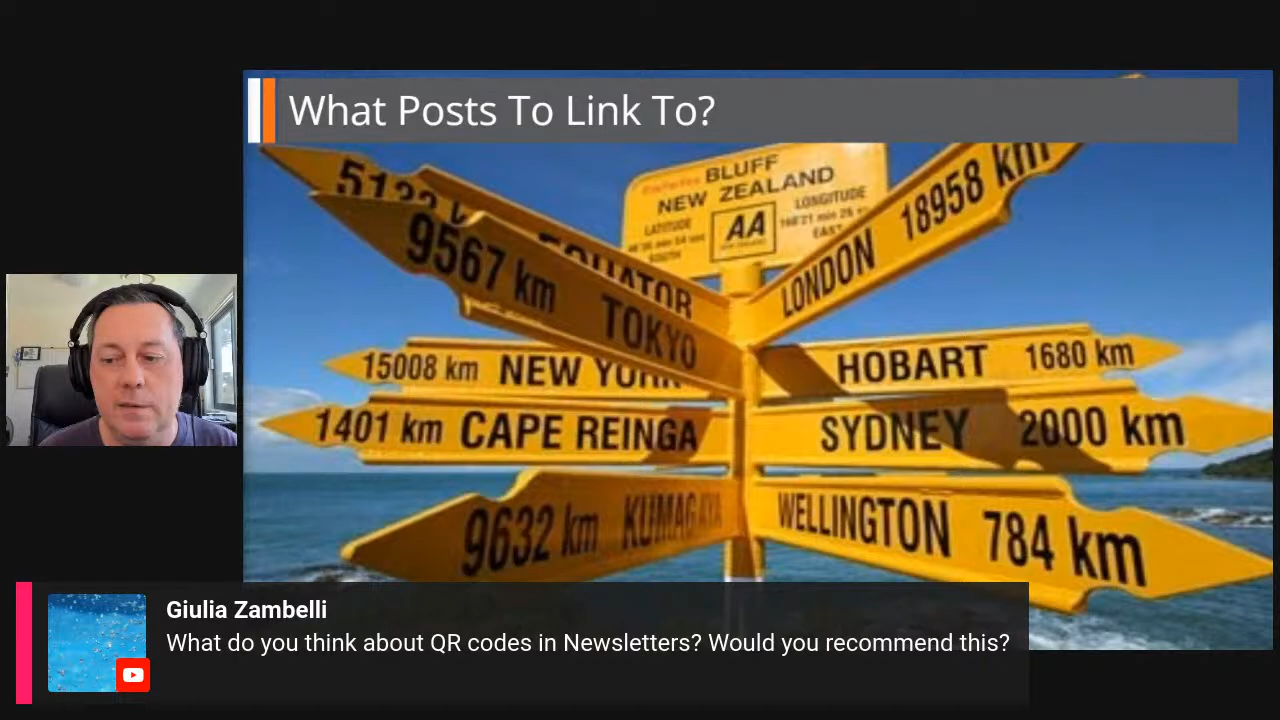 What Posts To Link To?
BLUFF
NEW ZEALAND
LATITUDE
LONGITUDE
SOUTH
EAST
AA
EQUATOR
9567 km TOKYO
LONDON 18958 km
15008 km NEW YORK
HOBART 1680 km
1401 km CAPE REINGA
SYDNEY 2000 km
9632 km KUMAGAYA
WELLINGTON 784 km
Giulia Zambelli
What do you think about QR codes in Newsletters? Would you recommend this?